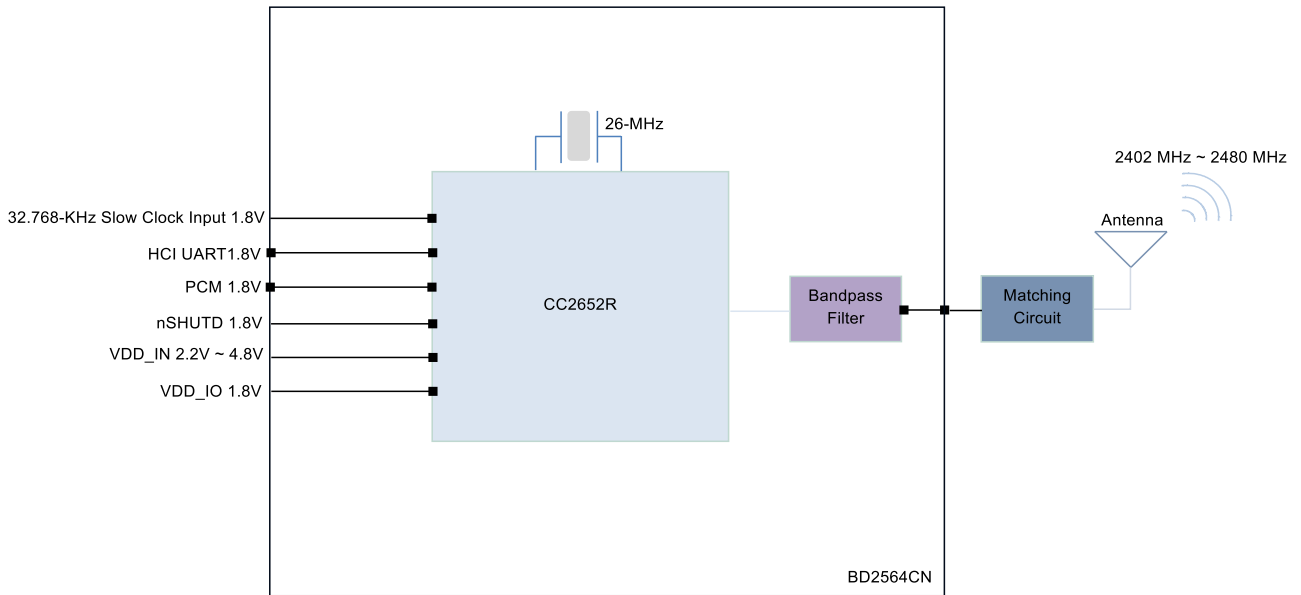 26-MHz
2402 MHz ~ 2480 MHz
32.768-KHz Slow Clock Input 1.8V
Antenna
HCI UART1.8V
PCM 1.8V
nSHUTD 1.8V
VDD_IN 2.2V ~ 4.8V
VDD_IO 1.8V
CC2652R
Bandpass
Filter
Matching
Circuit
BD2564CN